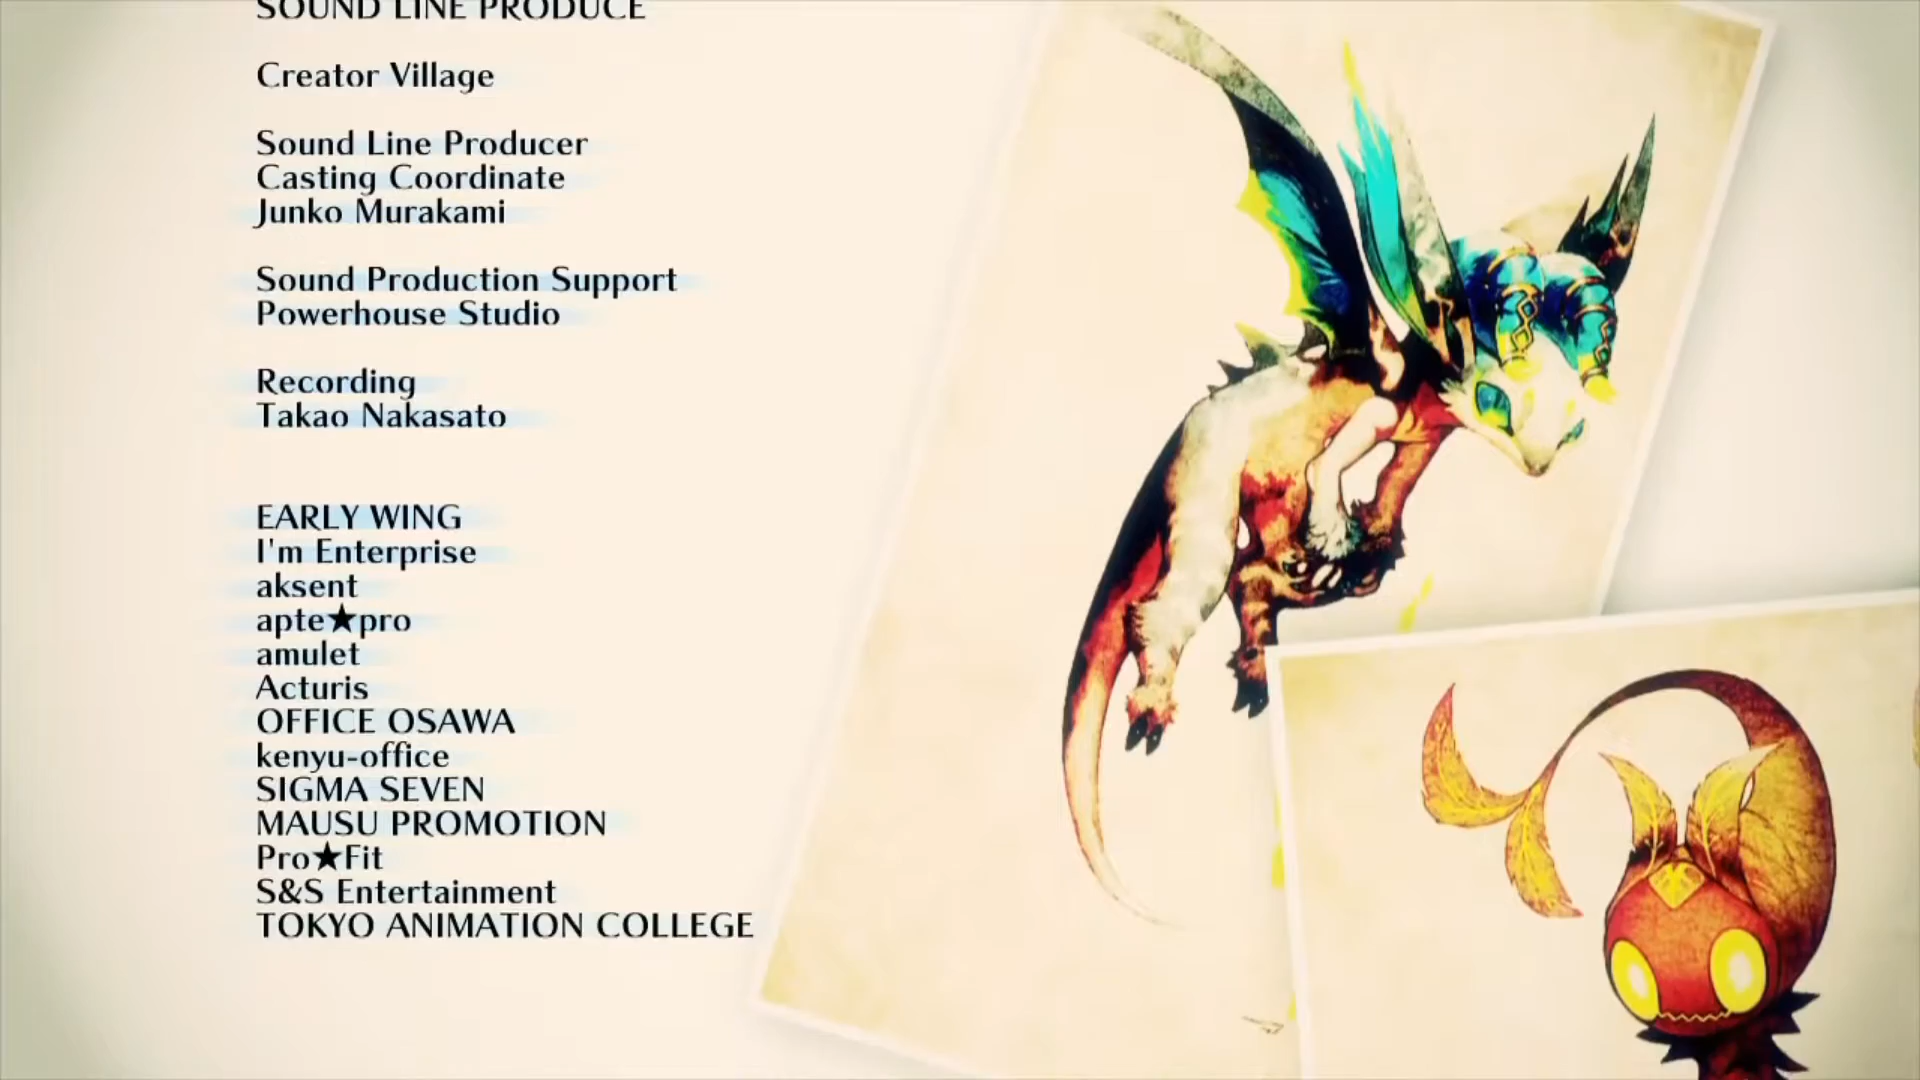 SOUND LINE PRODUCE
Creator Village
Sound Line Producer
Casting Coordinate
Junko Murakami
Sound Production Support
Powerhouse Studio
Recording
Takao Nakasato
EARLY WING
I'm Enterprise
aksent
apte★pro
amulet
Acturis
OFFICE OSAWA
kenyu-office
SIGMA SEVEN
MAUSU PROMOTION
Pro★Fit
S&S Entertainment
TOKYO ANIMATION COLLEGE